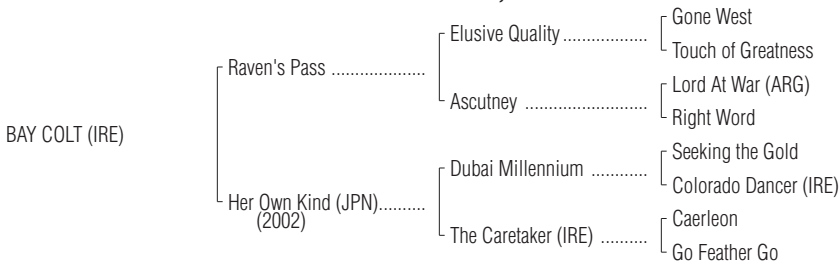 Gone West
Elusive Quality ...................
Touch of Greatness
Raven's Pass .....................
Lord At War (ARG)
Ascutney ...........................
Right Word
BAY COLT (IRE)
Seeking the Gold
Dubai Millennium .............
Colorado Dancer (IRE)
Her Own Kind (JPN)..........
(2002)
Caerleon
The Caretaker (IRE) ..........
Go Feather Go